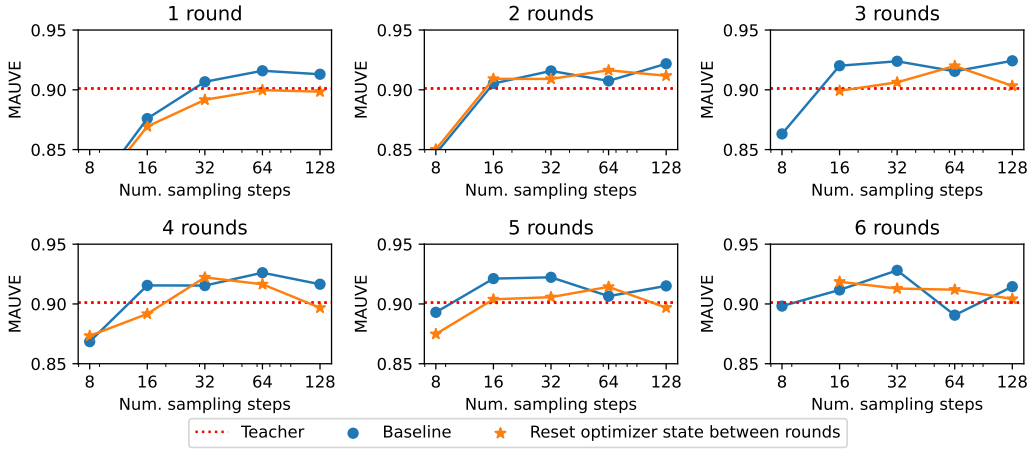 1 round
2 rounds
3 rounds
0.95
0.90
0.85
MAUVE
8 16 32 64 128
Num. sampling steps
0.95
0.90
0.85
MAUVE
8 16 32 64 128
Num. sampling steps
0.95
0.90
0.85
MAUVE
8 16 32 64 128
Num. sampling steps
4 rounds
5 rounds
6 rounds
0.95
0.90
0.85
MAUVE
8 16 32 64 128
Num. sampling steps
0.95
0.90
0.85
MAUVE
8 16 32 64 128
Num. sampling steps
0.95
0.90
0.85
MAUVE
8 16 32 64 128
Num. sampling steps
Teacher Baseline Reset optimizer state between rounds